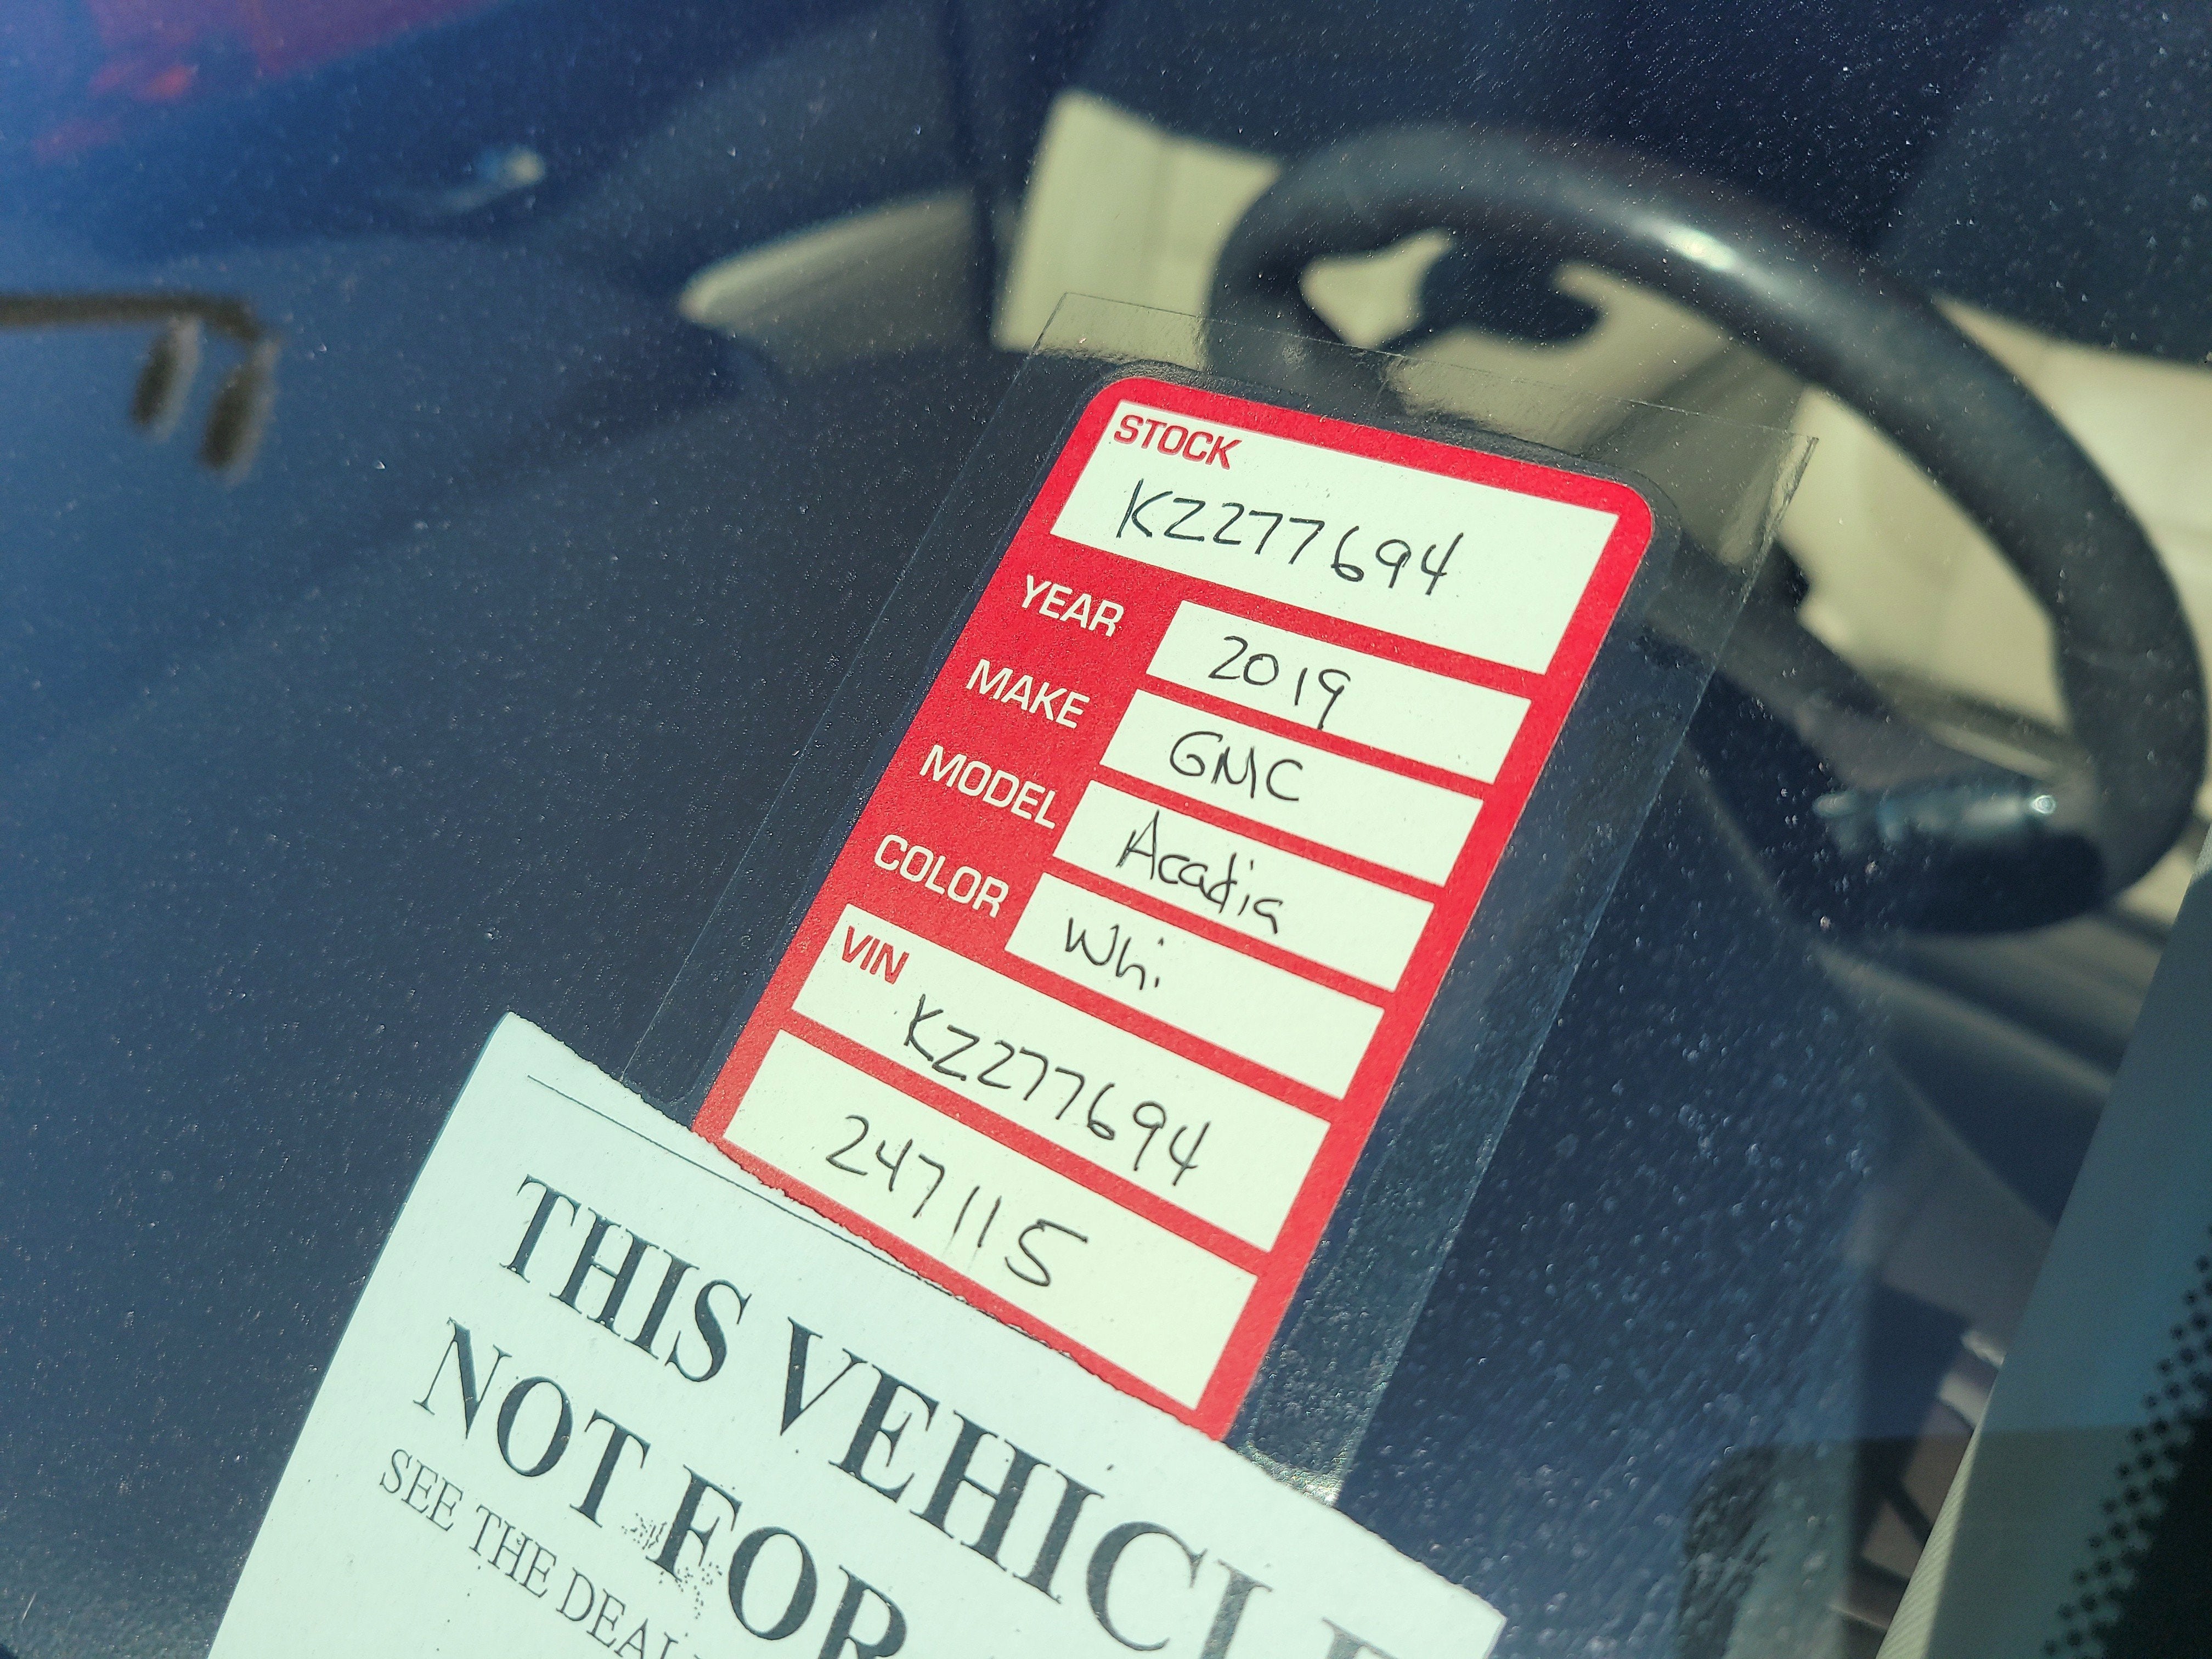 STOCK
KZ277694
YEAR 2019
MAKE GMC
MODEL Acadia
COLOR Whi
VIN
KZ277694
247115
THIS VEHICLE
NOT FOR
SEE THE DEAL